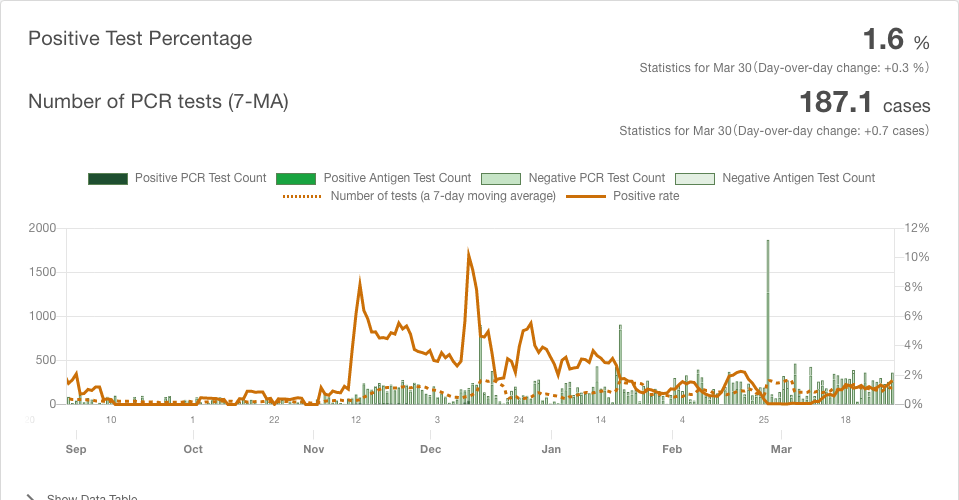 Positive Test Percentage
1.6 %
Statistics for Mar 30 (Day-over-day change: +0.3 %)
Number of PCR tests (7-MA)
187.1 cases
Statistics for Mar 30 (Day-over-day change: +0.7 cases)
Positive PCR Test Count Positive Antigen Test Count Negative PCR Test Count Negative Antigen Test Count
Number of tests (a 7-day moving average) Positive rate
2000 12%
10%
1500
8%
1000 6%
4%
500
2%
0 0%
10 1 22 12 3 24 14 4 25 18
Sep Oct Nov Dec Jan Feb Mar
Show Data Table